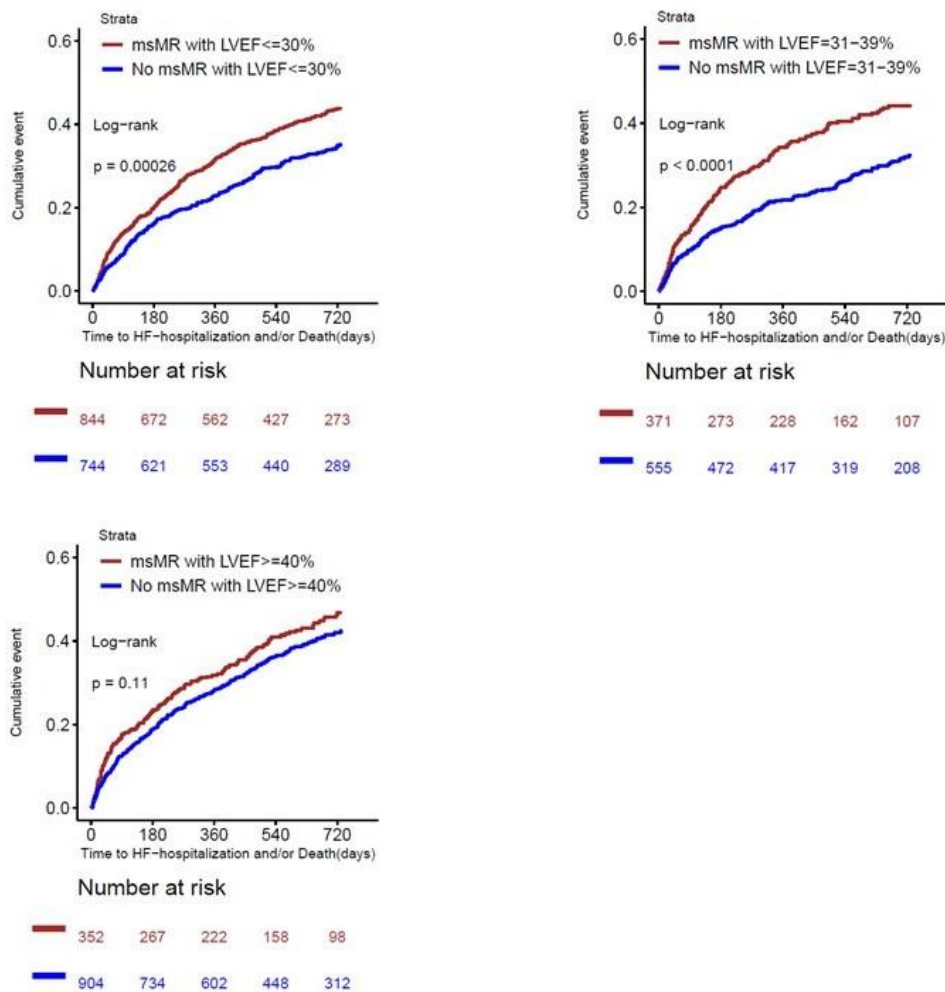 Strata
msMR with LVEF<=30%
No msMR with LVEF<=30%
0.6
0.4
0.2
0.0
Cumulative event
Log−rank
p = 0.00026
0 180 360 540 720
Time to HF−hospitalization and/or Death(days)
Number at risk
844 672 562 427 273
744 621 553 440 289
Strata
msMR with LVEF=31−39%
No msMR with LVEF=31−39%
0.6
0.4
0.2
0.0
Cumulative event
Log−rank
p < 0.0001
0 180 360 540 720
Time to HF−hospitalization and/or Death(days)
Number at risk
371 273 228 162 107
555 472 417 319 208
Strata
msMR with LVEF>=40%
No msMR with LVEF>=40%
0.6
0.4
0.2
0.0
Cumulative event
Log−rank
p = 0.11
0 180 360 540 720
Time to HF−hospitalization and/or Death(days)
Number at risk
352 267 222 158 98
904 734 602 448 312